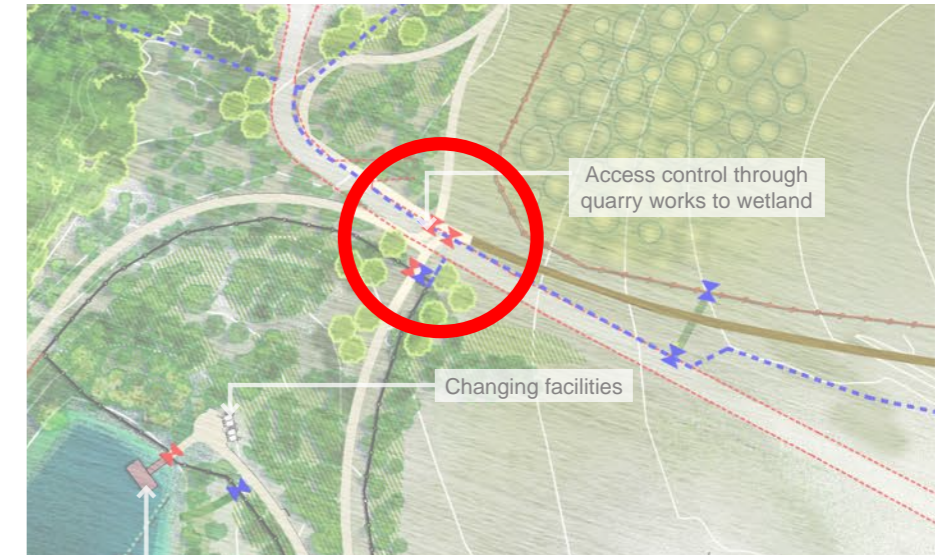 Access control through
quarry works to wetland
Changing facilities